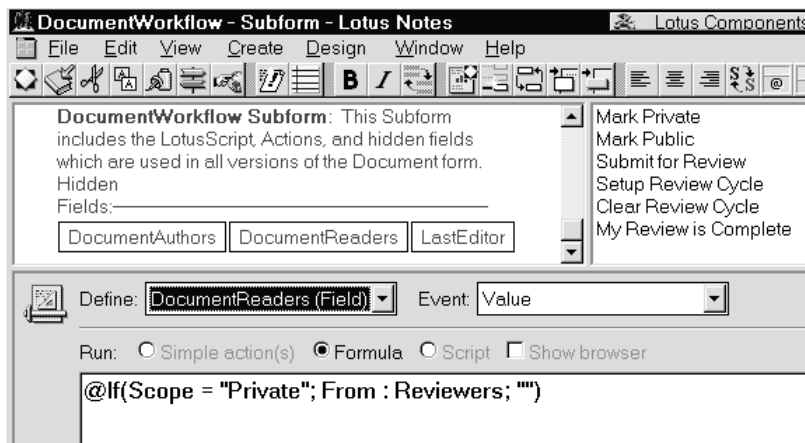 DocumentWorkflow - Subform - Lotus Notes
Lotus Components
File Edit View Create Design Window Help
B I @
DocumentWorkflow Subform: This Subform
includes the LotusScript, Actions, and hidden fields
which are used in all versions of the Document form.
Hidden
Fields:
DocumentAuthors DocumentReaders LastEditor
Mark Private
Mark Public
Submit for Review
Setup Review Cycle
Clear Review Cycle
My Review is Complete
Define: DocumentReaders (Field) Event: Value
Run: Simple action(s) Formula Script Show browser
@If(Scope = "Private"; From : Reviewers; "")